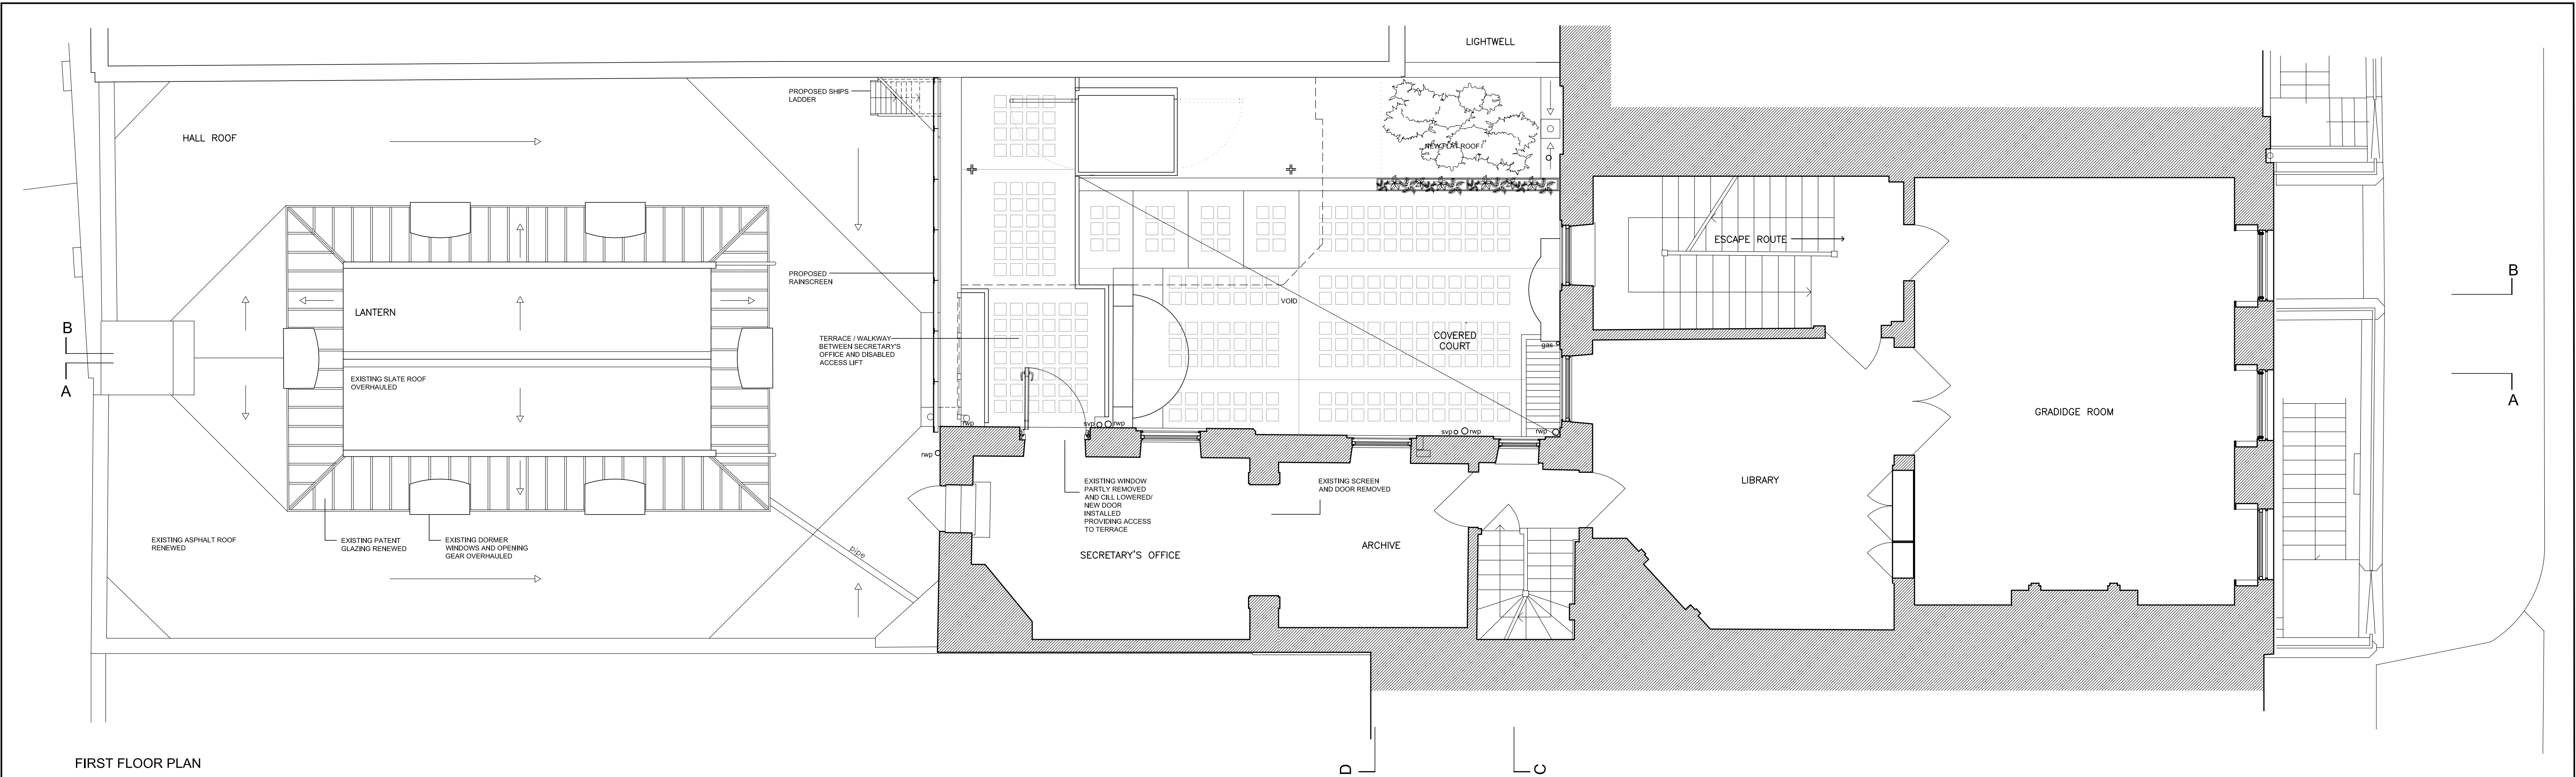 LIGHTWELL
PROPOSED SHIPS
LADDER
HALL ROOF
NEW FLAT ROOF
ESCAPE ROUTE
PROPOSED
RAINSCREEN
VOID
LANTERN
B
A
B
A
TERRACE / WALKWAY
BETWEEN SECRETARY'S
OFFICE AND DISABLED
ACCESS LIFT
COVERED
COURT
gas
EXISTING SLATE ROOF
OVERHAULED
GRADIDGE ROOM
rwp
svp
rwp
svp
rwp
rwp
rwp
EXISTING WINDOW
PARTLY REMOVED
AND CILL LOWERED/
NEW DOOR
INSTALLED
PROVIDING ACCESS
TO TERRACE
EXISTING SCREEN
AND DOOR REMOVED
LIBRARY
EXISTING ASPHALT ROOF
RENEWED
EXISTING PATENT
GLAZING RENEWED
EXISTING DORMER
WINDOWS AND OPENING
GEAR OVERHAULED
pipe
SECRETARY'S OFFICE
ARCHIVE
FIRST FLOOR PLAN
D
C